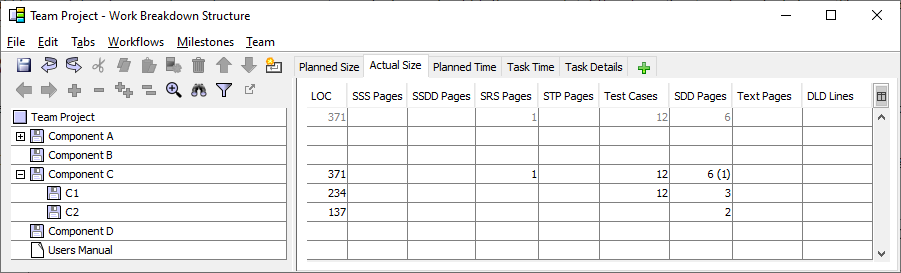 Team Project - Work Breakdown Structure
File Edit Tabs Workflows Milestones Team
Planned Size Actual Size Planned Time Task Time Task Details
LOC SSS Pages SSDD Pages SRS Pages STP Pages Test Cases SDD Pages Text Pages DLD Lines
Team Project 371 1 12 6
Component A
Component B
Component C 371 1 12 6 (1)
C1 234 12 3
C2 137 2
Component D
Users Manual